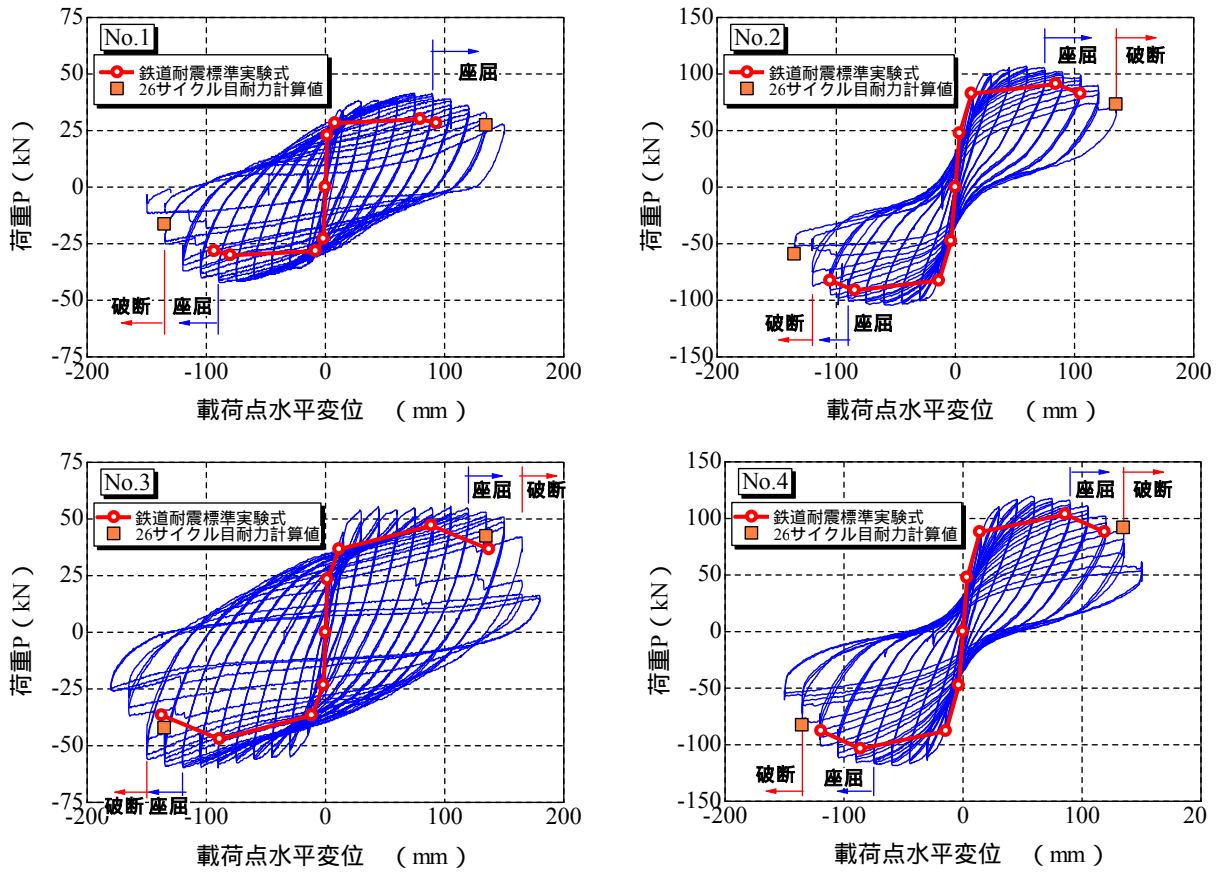 No.1
鉄道耐震標準実験式
26サイクル目耐力計算値
座屈
破断
座屈
75
50
25
0
-25
-50
-75
-200
-100
0
100
200
荷重P（kN）
載荷点水平変位　（mm）
No.2
鉄道耐震標準実験式
26サイクル目耐力計算値
座屈
破断
破断
座屈
150
100
50
0
-50
-100
-150
-200
-100
0
100
200
荷重P（kN）
載荷点水平変位　（mm）
No.3
鉄道耐震標準実験式
26サイクル目耐力計算値
座屈
破断
破断
座屈
75
50
25
0
-25
-50
-75
-200
-100
0
100
200
荷重P（kN）
載荷点水平変位　（mm）
No.4
鉄道耐震標準実験式
26サイクル目耐力計算値
座屈
破断
破断
座屈
150
100
50
0
-50
-100
-150
-200
-100
0
100
20
荷重P（kN）
載荷点水平変位　（mm）